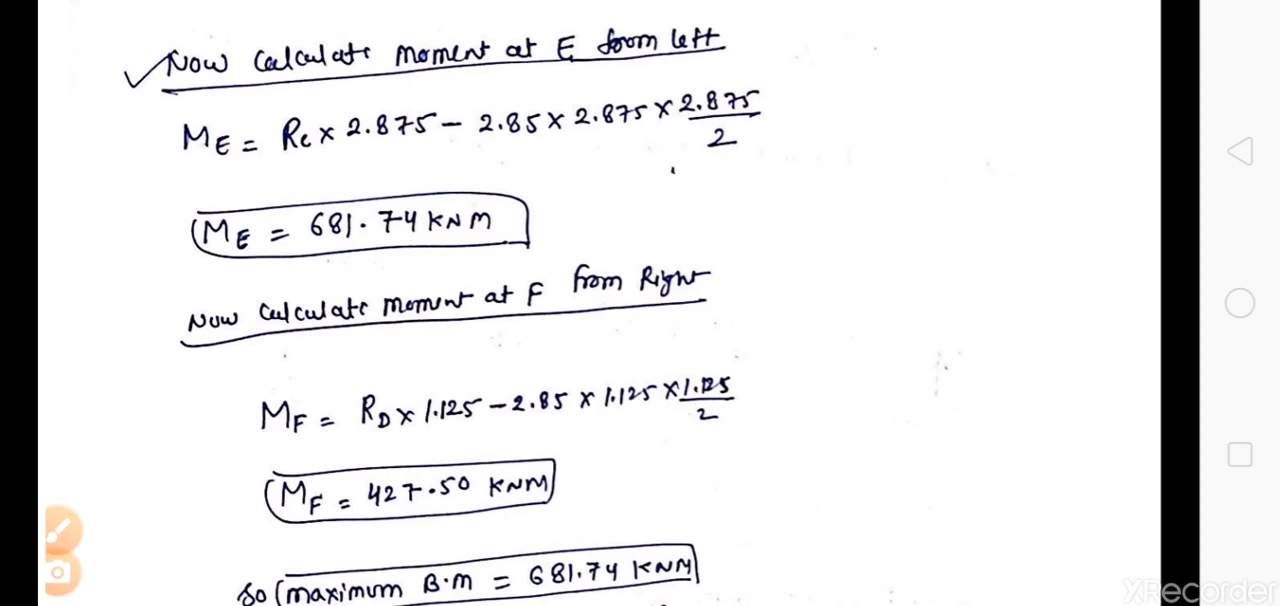 Now Calculate moment at E from left
ME = Rc × 2.875 - 2.85 × 2.875 × 2.875/2
ME = 681.74 KNM
Now Calculate moment at F from Right
MF = RD × 1.125 - 2.85 × 1.125 × 1.125/2
MF = 427.50 KNM
So maximum B.M = 681.74 KNM
XRecorder